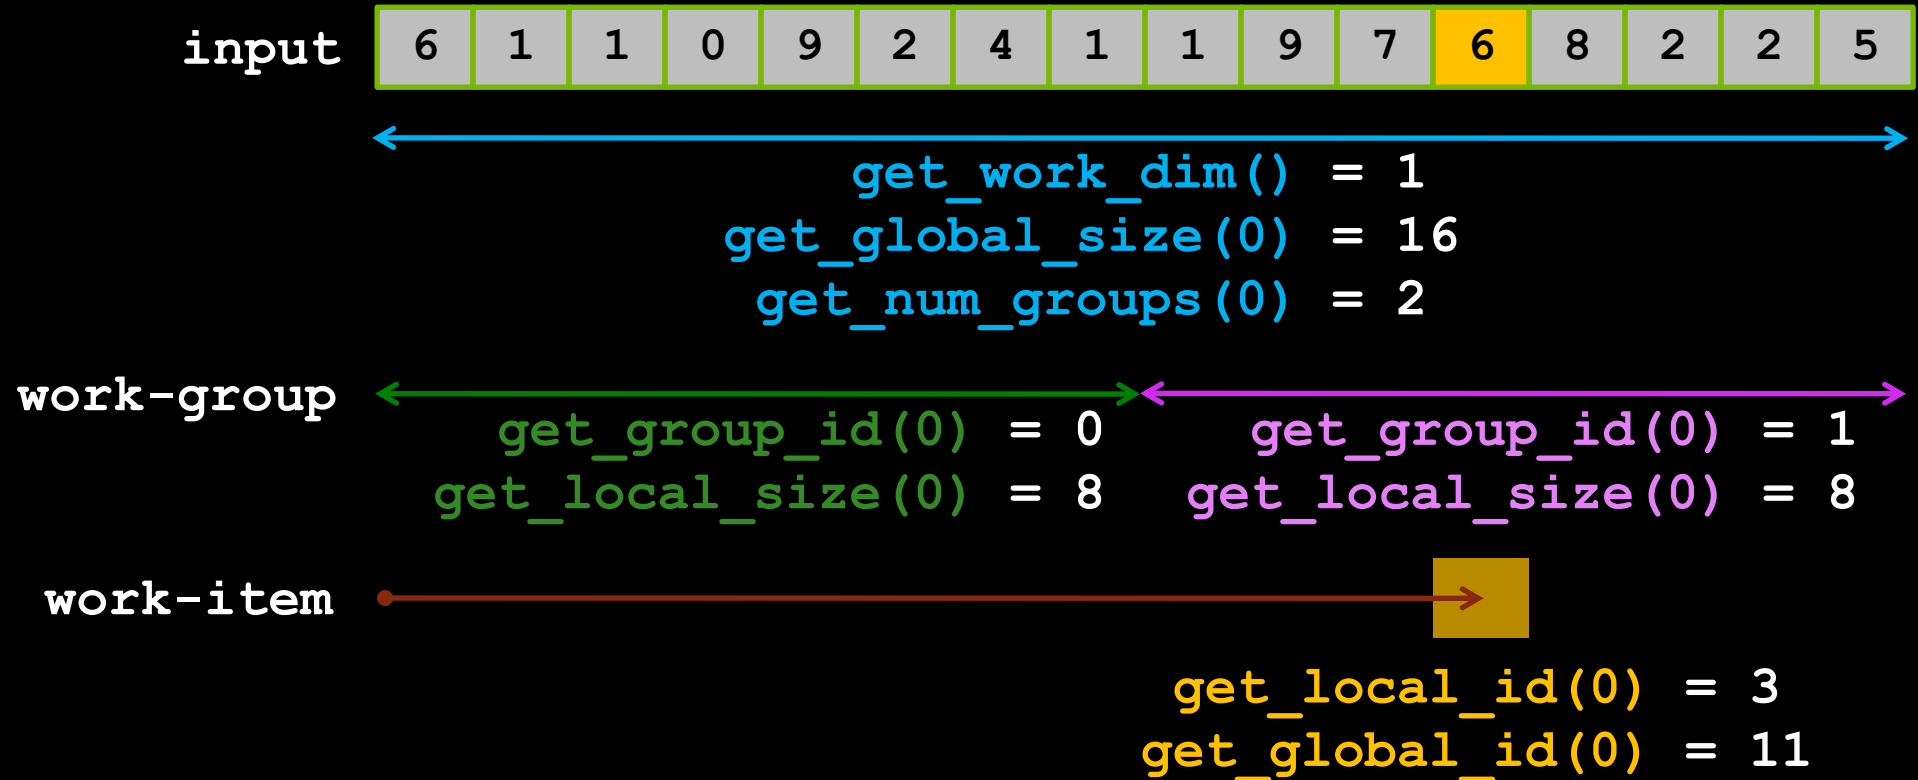 input 6 1 1 0 9 2 4 1 1 9 7 6 8 2 2 5
get_work_dim() = 1
get_global_size(0) = 16
get_num_groups(0) = 2
work-group
get_group_id(0) = 0 get_group_id(0) = 1
get_local_size(0) = 8 get_local_size(0) = 8
work-item
get_local_id(0) = 3
get_global_id(0) = 11